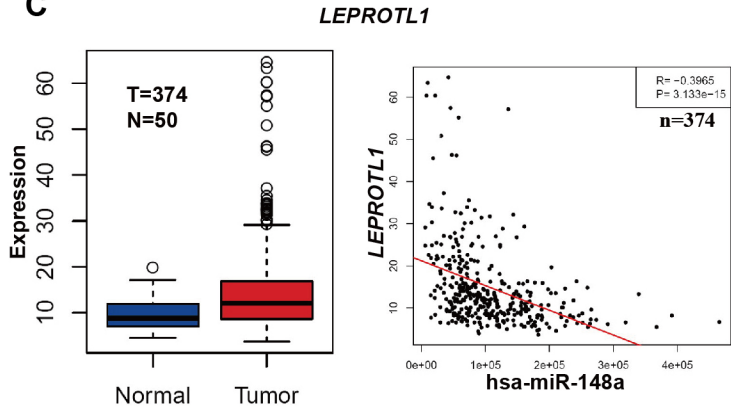 C
LEPROTL1
T=374
N=50
Expression
10
20
30
40
50
60
Normal
Tumor
R= −0.3965
P= 3.133e−15
n=374
LEPROTL1
10
20
30
40
50
60
0e+00
1e+05
2e+05
3e+05
4e+05
hsa-miR-148a